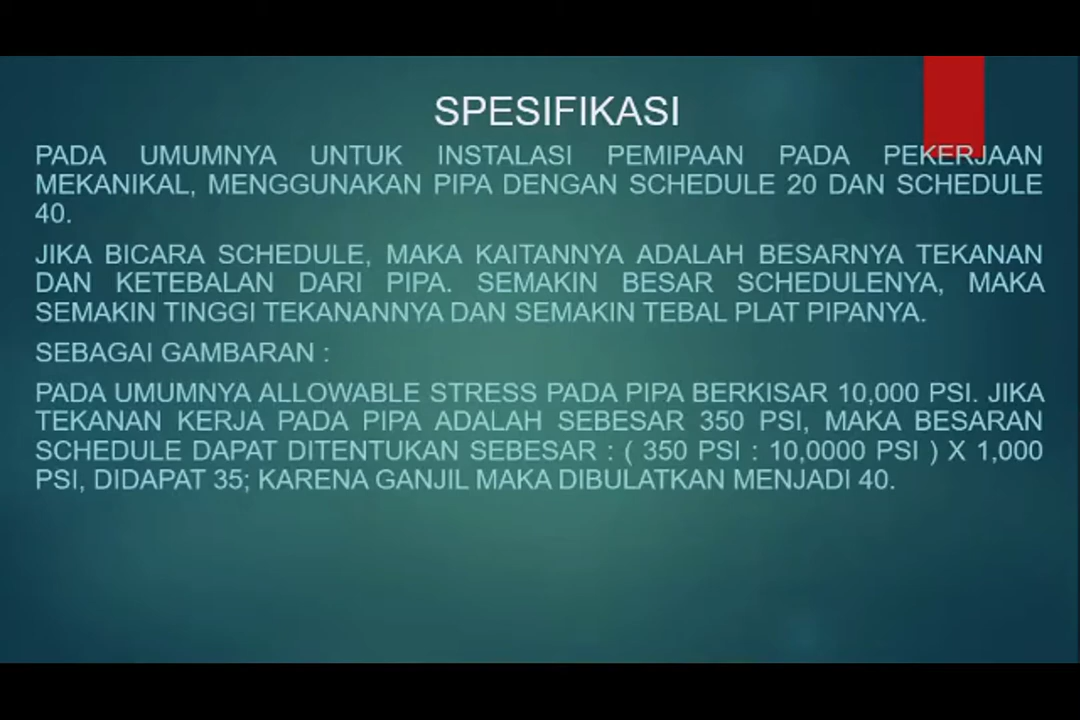 SPESIFIKASI
PADA UMUMNYA UNTUK INSTALASI PEMIPAAN PADA PEKERJAAN
MEKANIKAL, MENGGUNAKAN PIPA DENGAN SCHEDULE 20 DAN SCHEDULE
40.
JIKA BICARA SCHEDULE, MAKA KAITANNYA ADALAH BESARNYA TEKANAN
DAN KETEBALAN DARI PIPA. SEMAKIN BESAR SCHEDULENYA, MAKA
SEMAKIN TINGGI TEKANANNYA DAN SEMAKIN TEBAL PLAT PIPANYA.
SEBAGAI GAMBARAN :
PADA UMUMNYA ALLOWABLE STRESS PADA PIPA BERKISAR 10,000 PSI. JIKA
TEKANAN KERJA PADA PIPA ADALAH SEBESAR 350 PSI, MAKA BESARAN
SCHEDULE DAPAT DITENTUKAN SEBESAR : ( 350 PSI : 10,0000 PSI ) X 1,000
PSI, DIDAPAT 35; KARENA GANJIL MAKA DIBULATKAN MENJADI 40.